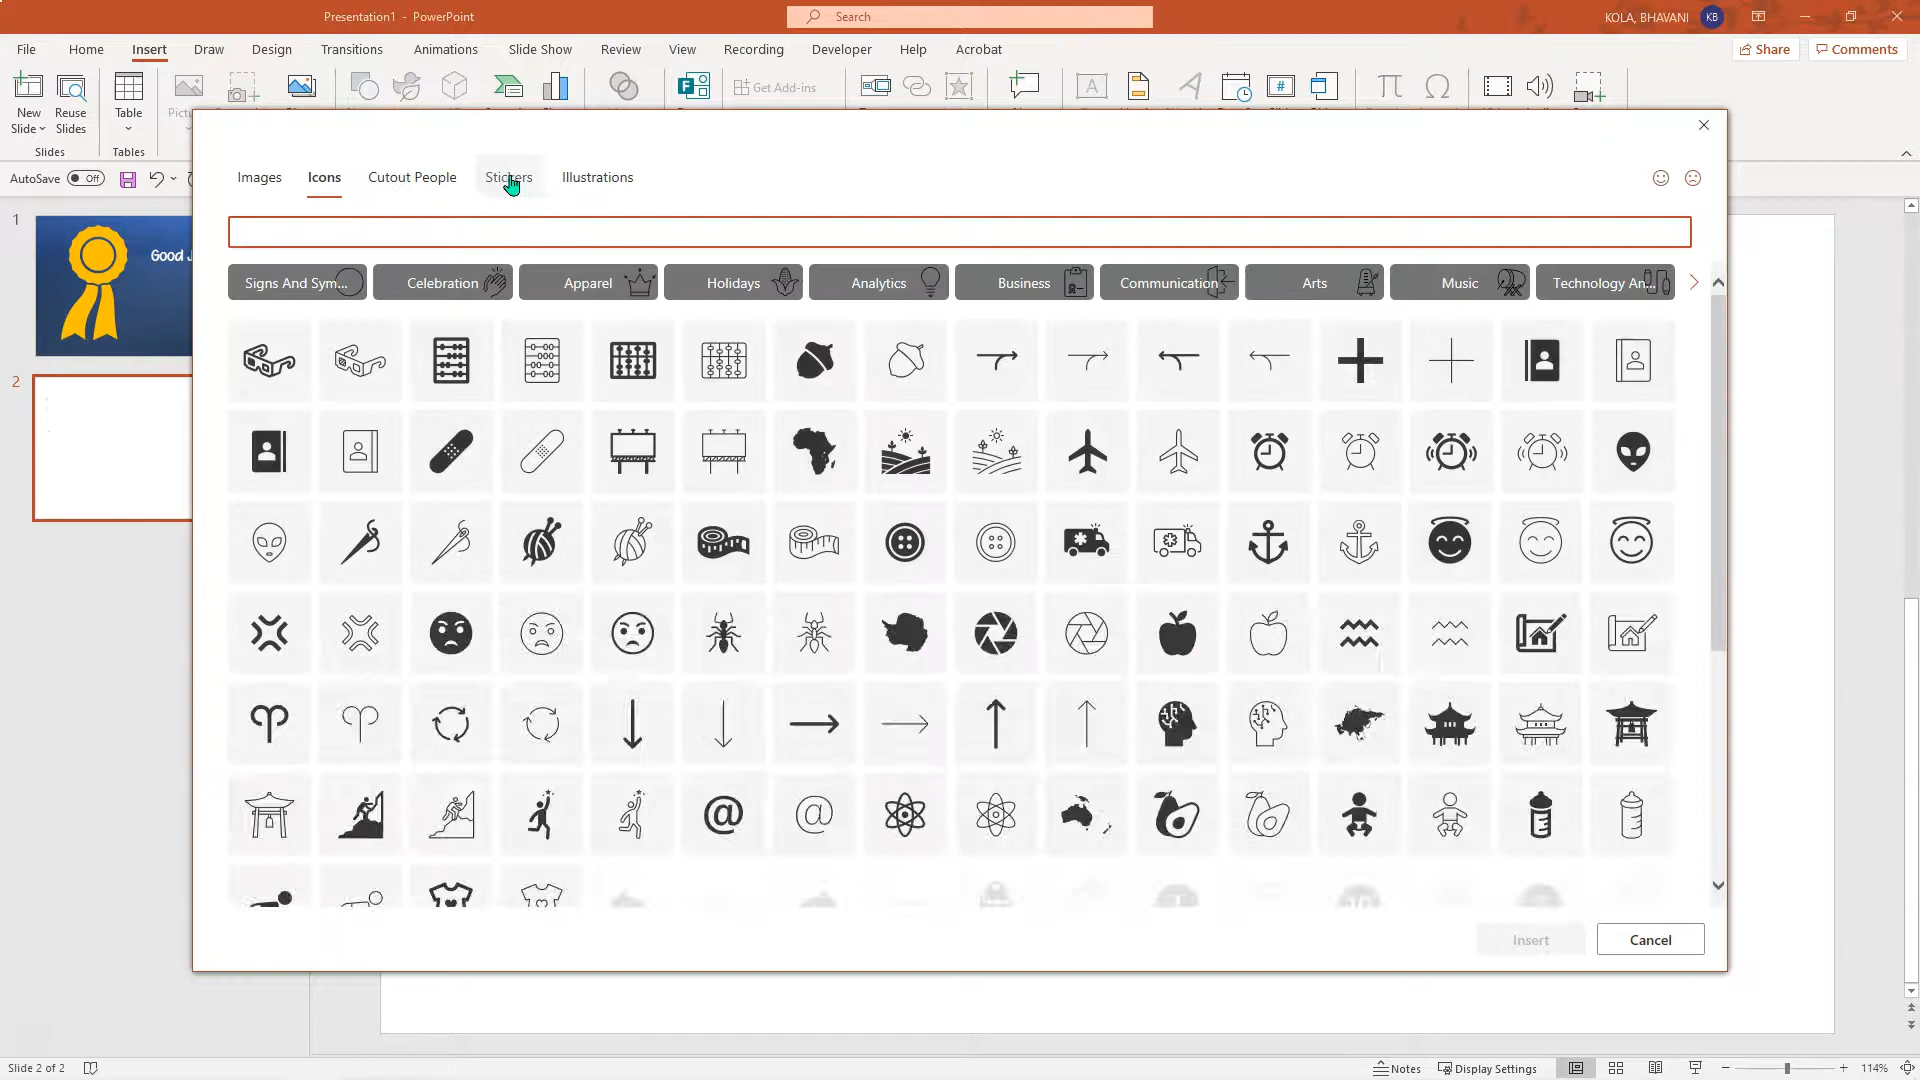 Presentation1 - PowerPoint
Search
KOLA, BHAVANI KB
File Home Insert Draw Design Transitions Animations Slide Show Review View Recording Developer Help Acrobat
Share Comments
New Slide
Reuse Slides
Table
Get Add-ins
Slides
Tables
AutoSave Off
Images Icons Cutout People Stickers Illustrations
1
Good J
2
Signs And Sym... Celebration Apparel Holidays Analytics Business Communication Arts Music Technology An...
Insert Cancel
Slide 2 of 2
Notes Display Settings 114%